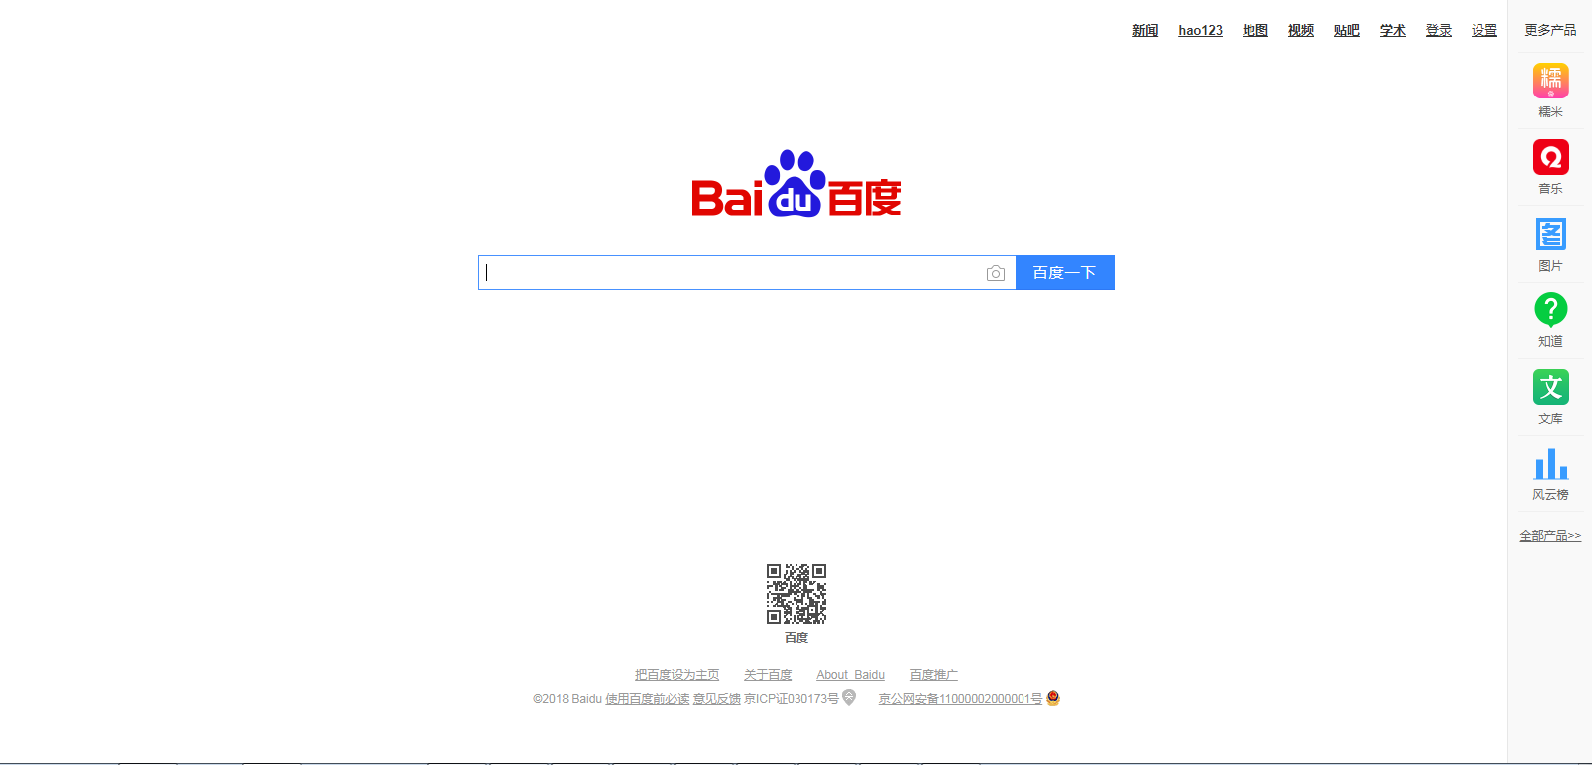 新闻 hao123 地图 视频 贴吧 学术 登录 设置 更多产品
糯
糯米
音乐
图片
?
知道
文
文库
风云榜
全部产品>>
Bai du 百度
百度一下
百度
把百度设为主页 关于百度 About Baidu 百度推广
©2018 Baidu 使用百度前必读 意见反馈 京ICP证030173号 京公网安备11000002000001号